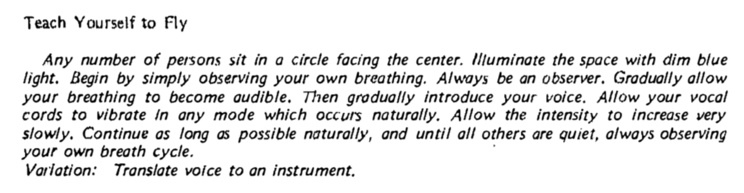 Teach Yourself to Fly
Any number of persons sit in a circle facing the center. Illuminate the space with dim blue
light. Begin by simply observing your own breathing. Always be an observer. Gradually allow
your breathing to become audible. Then gradually introduce your voice. Allow your vocal
cords to vibrate in any mode which occurs naturally. Allow the intensity to increase very
slowly. Continue as long as possible naturally, and until all others are quiet, always observing
your own breath cycle.
Variation: Translate voice to an instrument.